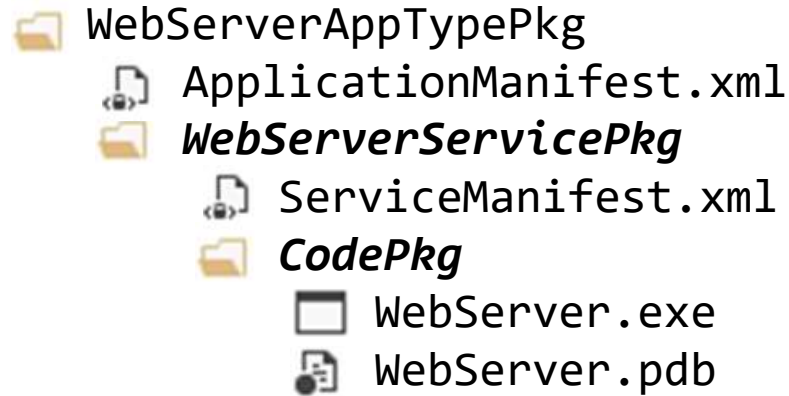 WebServerAppTypePkg
ApplicationManifest.xml
WebServerServicePkg
ServiceManifest.xml
CodePkg
WebServer.exe
WebServer.pdb